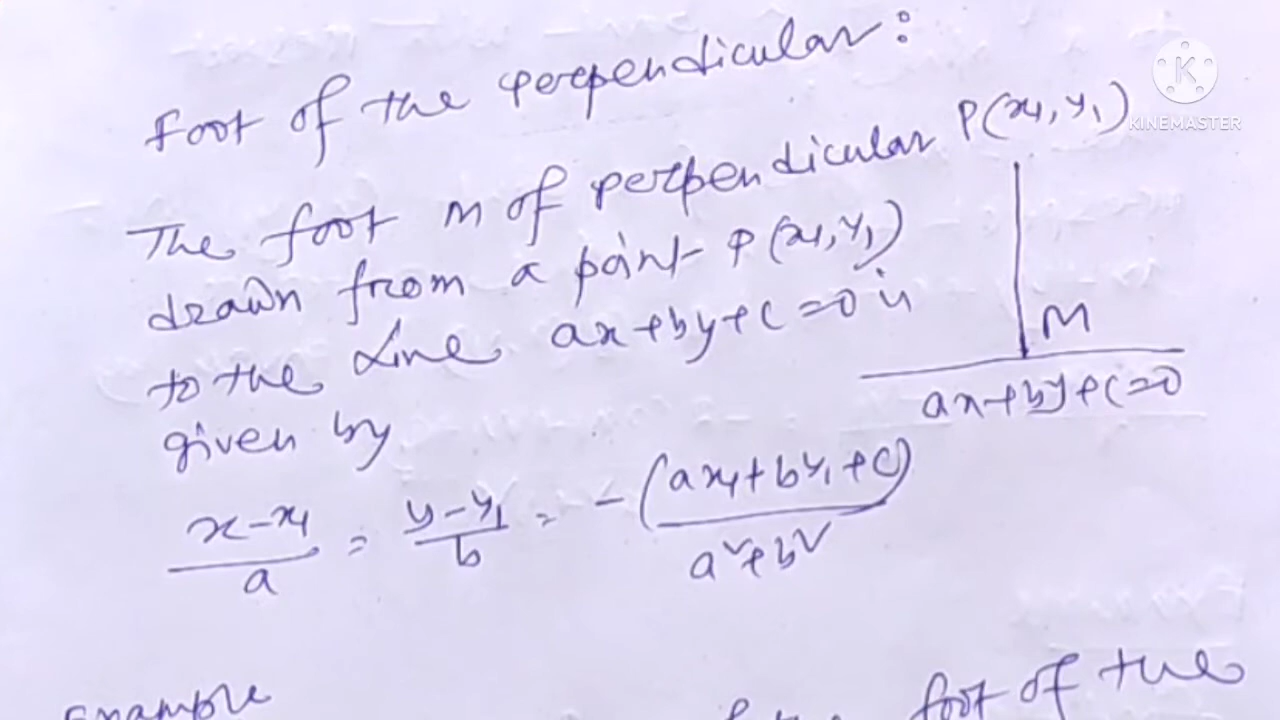 Foot of the perpendicular:
The foot M of perpendicular
drawn from a point P(x₁, y₁)
to the Line ax+by+c=0 is
given by
(x-x₁)/a = (y-y₁)/b = -(ax₁+by₁+c)/(a²+b²)
P(x₁, y₁)
M
ax+by+c=0
Example
foot of the
K
KINEMASTER